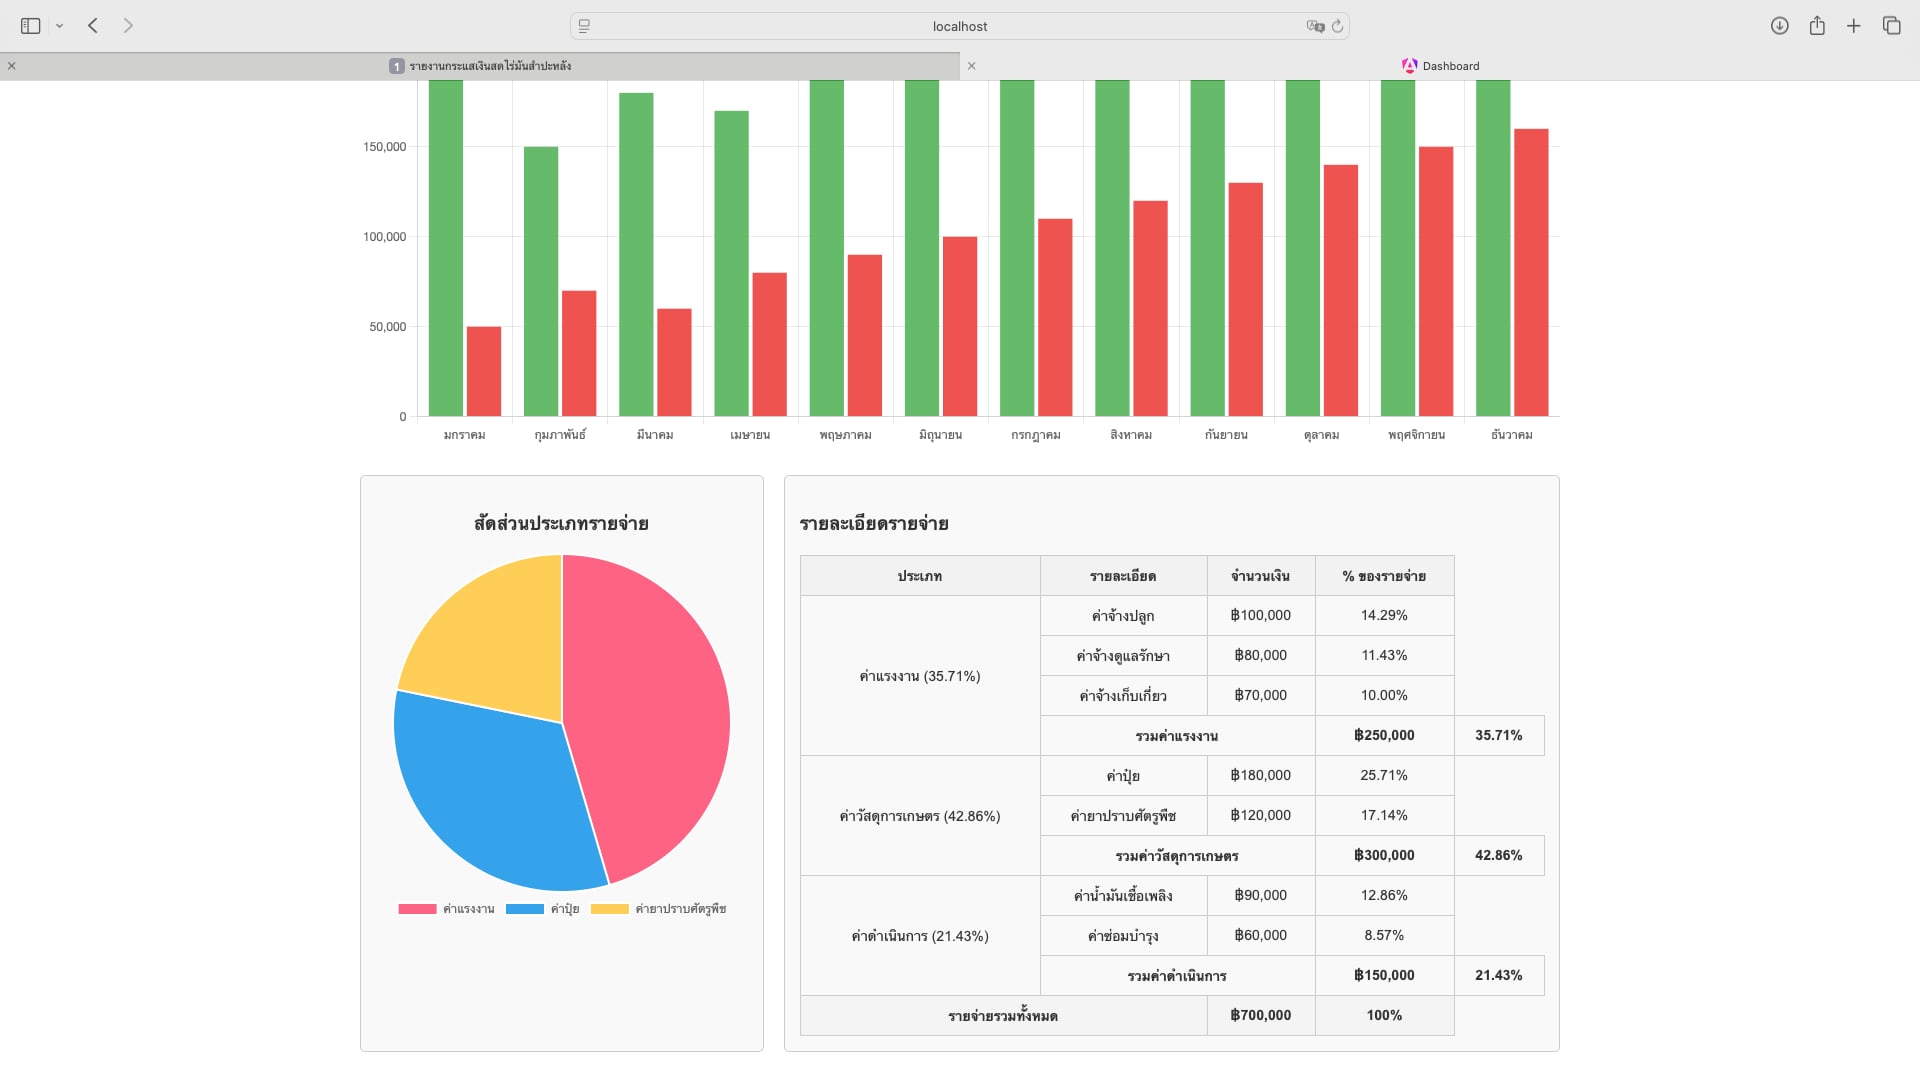 localhost
1 รายงานกระแสเงินสดไร่มันสำปะหลัง
Dashboard
150,000
100,000
50,000
0
มกราคม กุมภาพันธ์ มีนาคม เมษายน พฤษภาคม มิถุนายน กรกฎาคม สิงหาคม กันยายน ตุลาคม พฤศจิกายน ธันวาคม
สัดส่วนประเภทรายจ่าย
ค่าแรงงาน ค่าปุ๋ย ค่ายาปราบศัตรูพืช
รายละเอียดรายจ่าย
ประเภท รายละเอียด จำนวนเงิน % ของรายจ่าย
ค่าแรงงาน (35.71%)
ค่าจ้างปลูก ฿100,000 14.29%
ค่าจ้างดูแลรักษา ฿80,000 11.43%
ค่าจ้างเก็บเกี่ยว ฿70,000 10.00%
รวมค่าแรงงาน ฿250,000 35.71%
ค่าวัสดุการเกษตร (42.86%)
ค่าปุ๋ย ฿180,000 25.71%
ค่ายาปราบศัตรูพืช ฿120,000 17.14%
รวมค่าวัสดุการเกษตร ฿300,000 42.86%
ค่าดำเนินการ (21.43%)
ค่าน้ำมันเชื้อเพลิง ฿90,000 12.86%
ค่าซ่อมบำรุง ฿60,000 8.57%
รวมค่าดำเนินการ ฿150,000 21.43%
รายจ่ายรวมทั้งหมด ฿700,000 100%